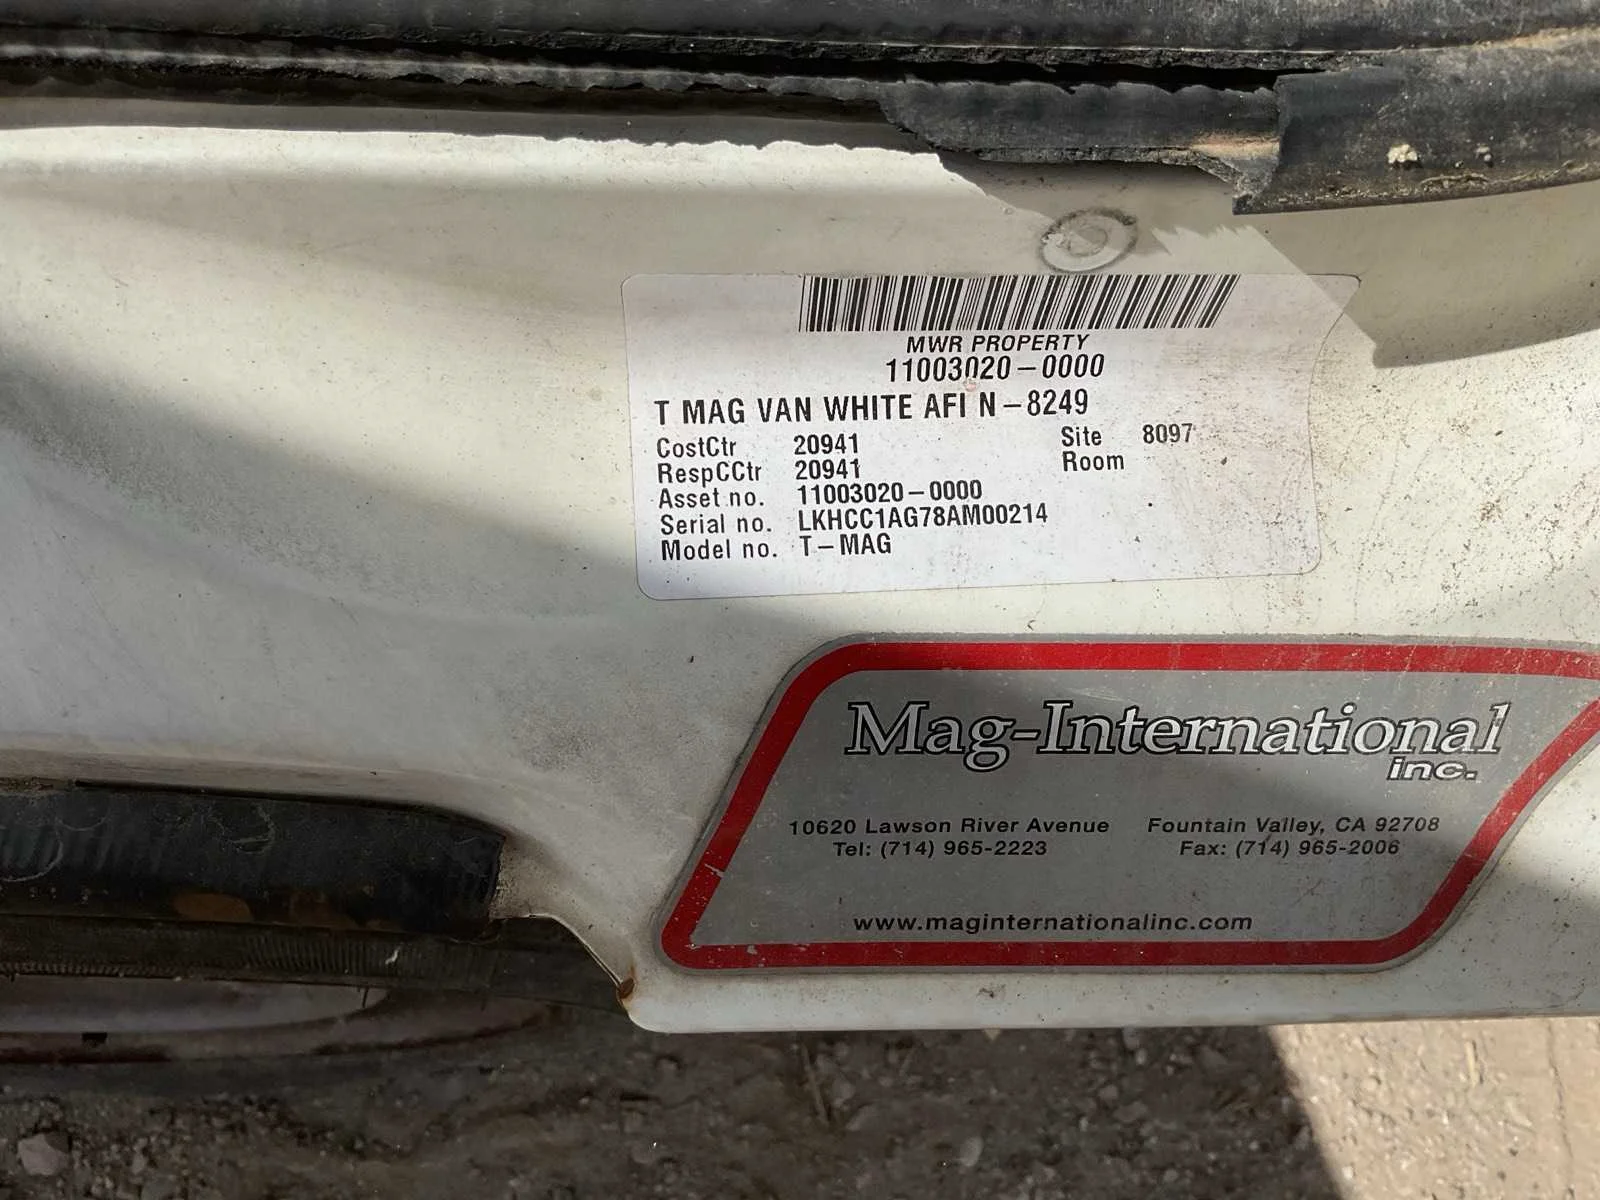 MWR PROPERTY
11003020-0000
T MAG VAN WHITE AFI N-8249
CostCtr 20941 Site 8097
RespCCtr 20941 Room
Asset no. 11003020-0000
Serial no. LKHCC1AG78AM00214
Model no. T-MAG
Mag-International
inc.
10620 Lawson River Avenue Fountain Valley, CA 92708
Tel: (714) 965-2223 Fax: (714) 965-2006
www.maginternationalinc.com